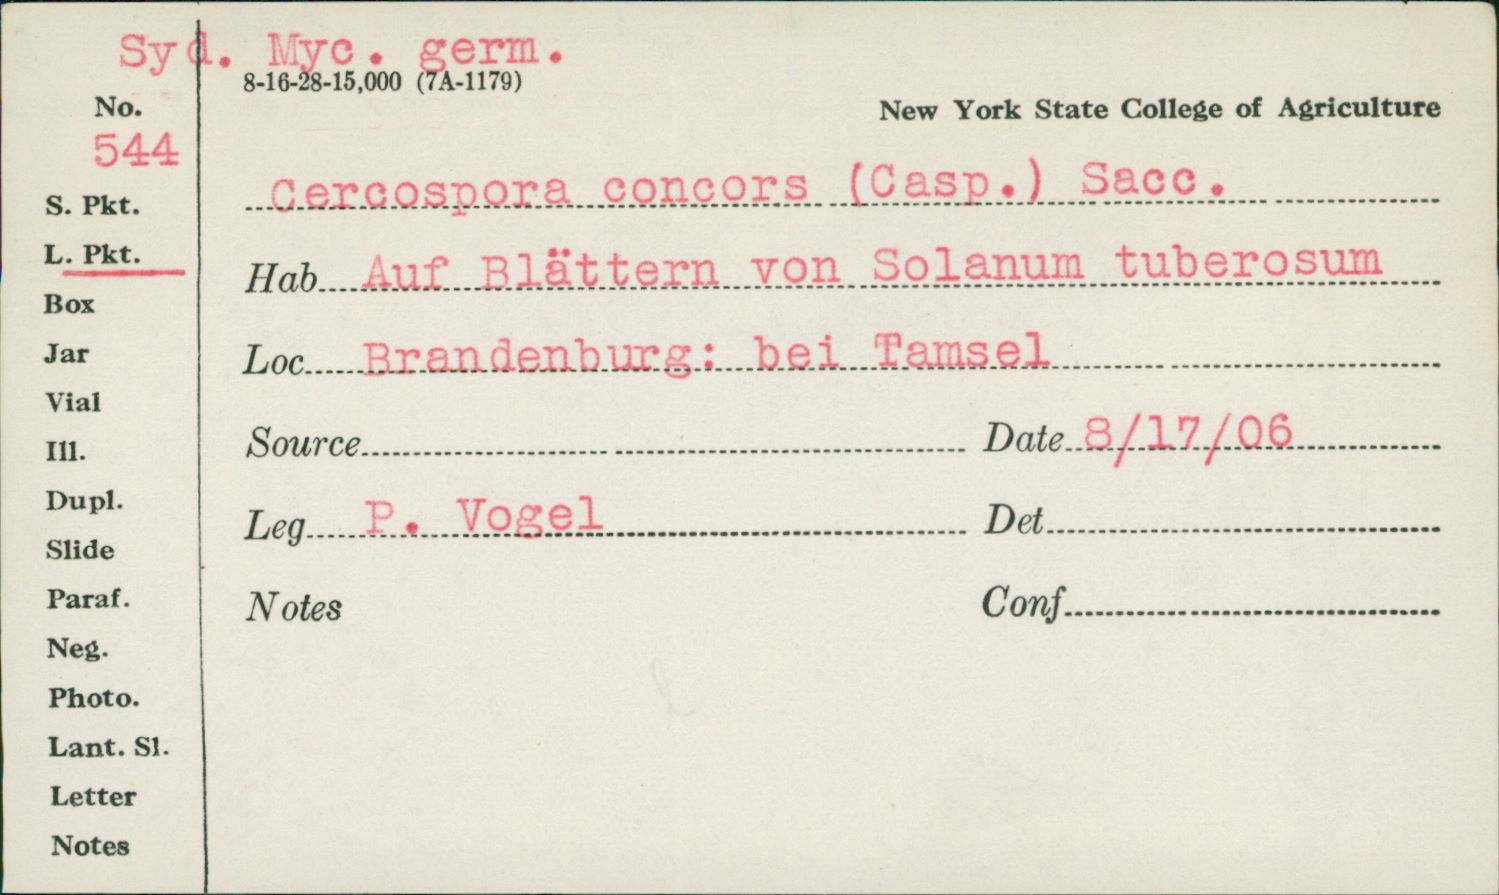 Syd. Myc. germ.
8-16-28-15,000 (7A-1179)
No.
New York State College of Agriculture
544
Cercospora concors (Casp.) Sacc.
S. Pkt.
L. Pkt.
Hab Auf Blättern von Solanum tuberosum
Box
Jar
Loc Brandenburg: bei Tamsel
Vial
Ill.
Source Date 8/17/06
Dupl.
Leg P. Vogel Det
Slide
Paraf.
Notes Conf
Neg.
Photo.
Lant. Sl.
Letter
Notes